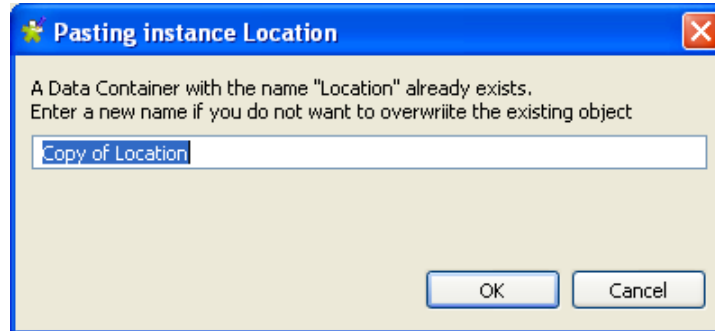 Pasting instance Location
A Data Container with the name "Location" already exists.
Enter a new name if you do not want to overwriite the existing object
Copy of Location
OK Cancel